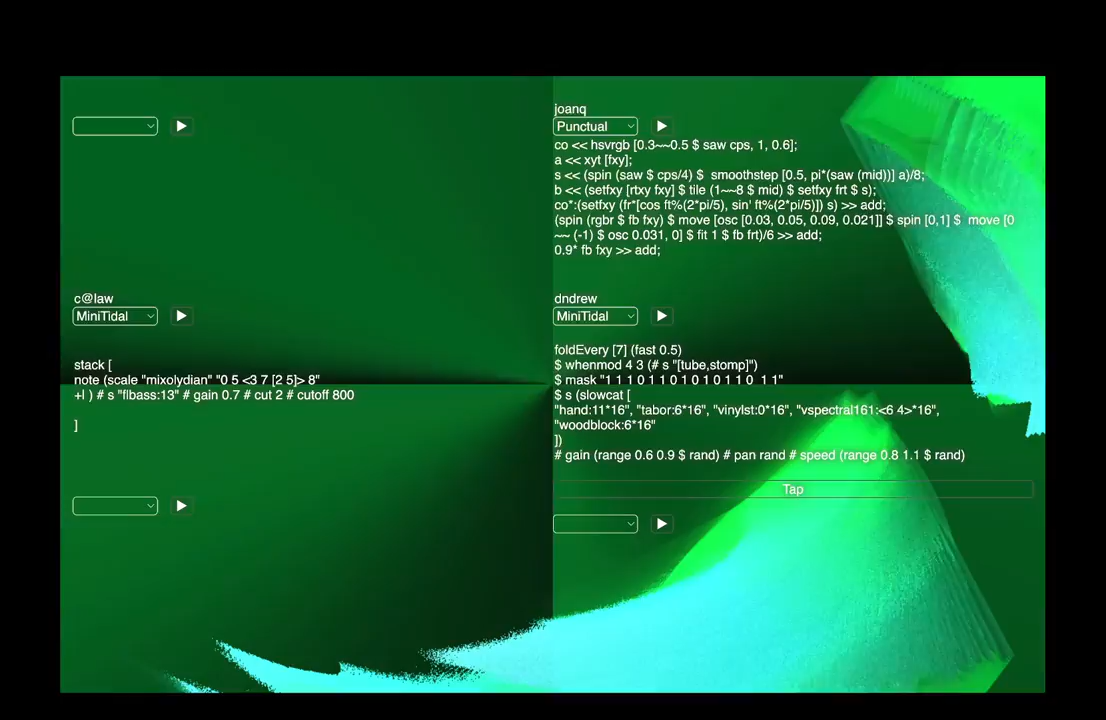 joanq
Punctual
co << hsvrgb [0.3~~0.5 $ saw cps, 1, 0.6];
a << xyt [fxy];
s << (spin (saw $ cps/4) $  smoothstep [0.5, pi*(saw (mid))] a)/8;
b << (setfxy [rtxy fxy] $ tile (1~~8 $ mid) $ setfxy frt $ s);
co*:(setfxy (fr*[cos ft%(2*pi/5), sin' ft%(2*pi/5)]) s) >> add;
(spin (rgbr $ fb fxy) $ move [osc [0.03, 0.05, 0.09, 0.021]] $ spin [0,1] $  move [0
~~ (-1) $ osc 0.031, 0] $ fit 1 $ fb frt)/6 >> add;
0.9* fb fxy >> add;
c@law
MiniTidal
stack [
note (scale "mixolydian" "0 5 <3 7 [2 5]> 8"
+| ) # s "flbass:13" # gain 0.7 # cut 2 # cutoff 800
]
dndrew
MiniTidal
foldEvery [7] (fast 0.5)
$ whenmod 4 3 (# s "[tube,stomp]")
$ mask "1 1 1 0 1 1 0 1 0 1 0 1 1 0  1 1"
$ s (slowcat [
"hand:11*16", "tabor:6*16", "vinylst:0*16", "vspectral161:<6 4>*16",
"woodblock:6*16"
])
# gain (range 0.6 0.9 $ rand) # pan rand # speed (range 0.8 1.1 $ rand)
Tap